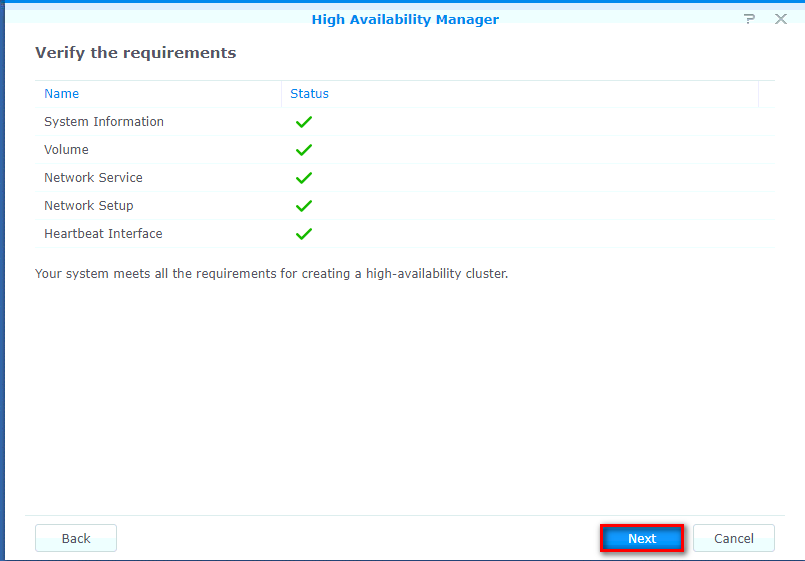 High Availability Manager
?
Verify the requirements
Name Status
System Information
Volume
Network Service
Network Setup
Heartbeat Interface
Your system meets all the requirements for creating a high-availability cluster.
Back Next Cancel